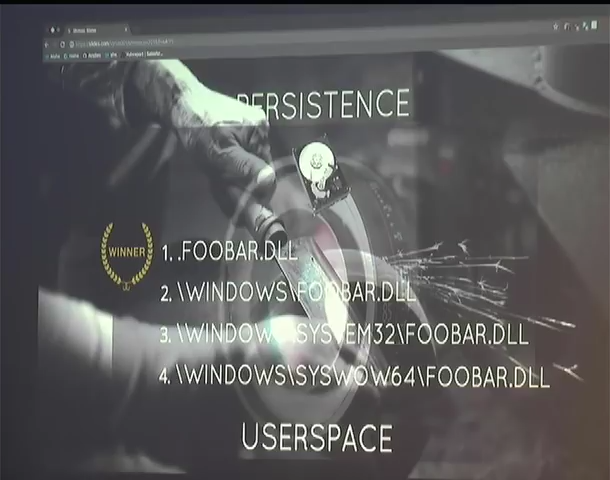 PERSISTENCE
WINNER
1. .FOOBAR.DLL
2. \WINDOWS\FOOBAR.DLL
3. \WINDOWS\SYSTEM32\FOOBAR.DLL
4. \WINDOWS\SYSWOW64\FOOBAR.DLL
USERSPACE